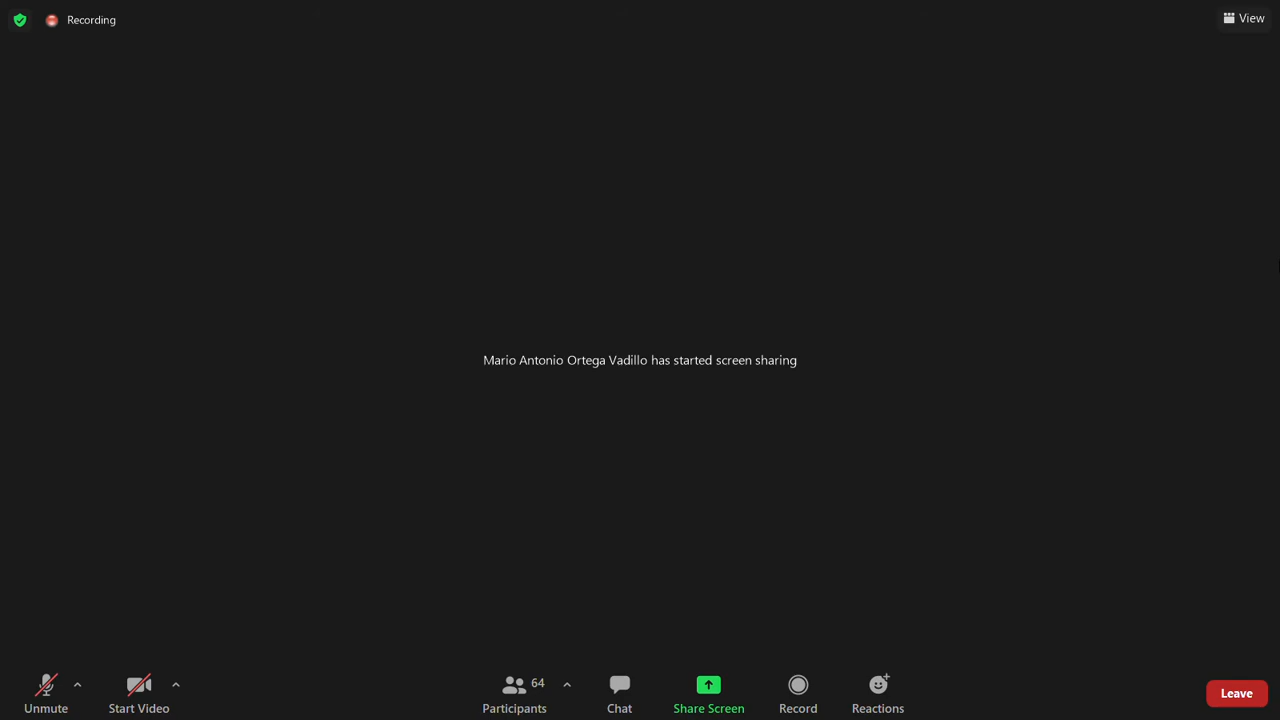 Recording
View
Mario Antonio Ortega Vadillo has started screen sharing
64
Unmute
Start Video
Participants
Chat
Share Screen
Record
Reactions
Leave